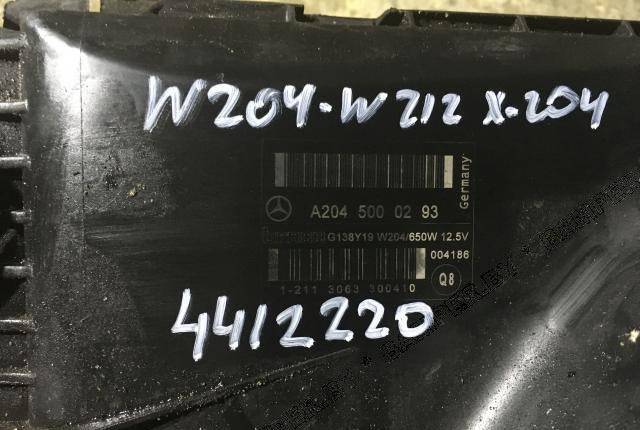 W204·W212 X·204
Germany
A204 500 02 93
G138Y19 W204/650W 12.5V
004186
1-211 3063 300410
Q8
4412220